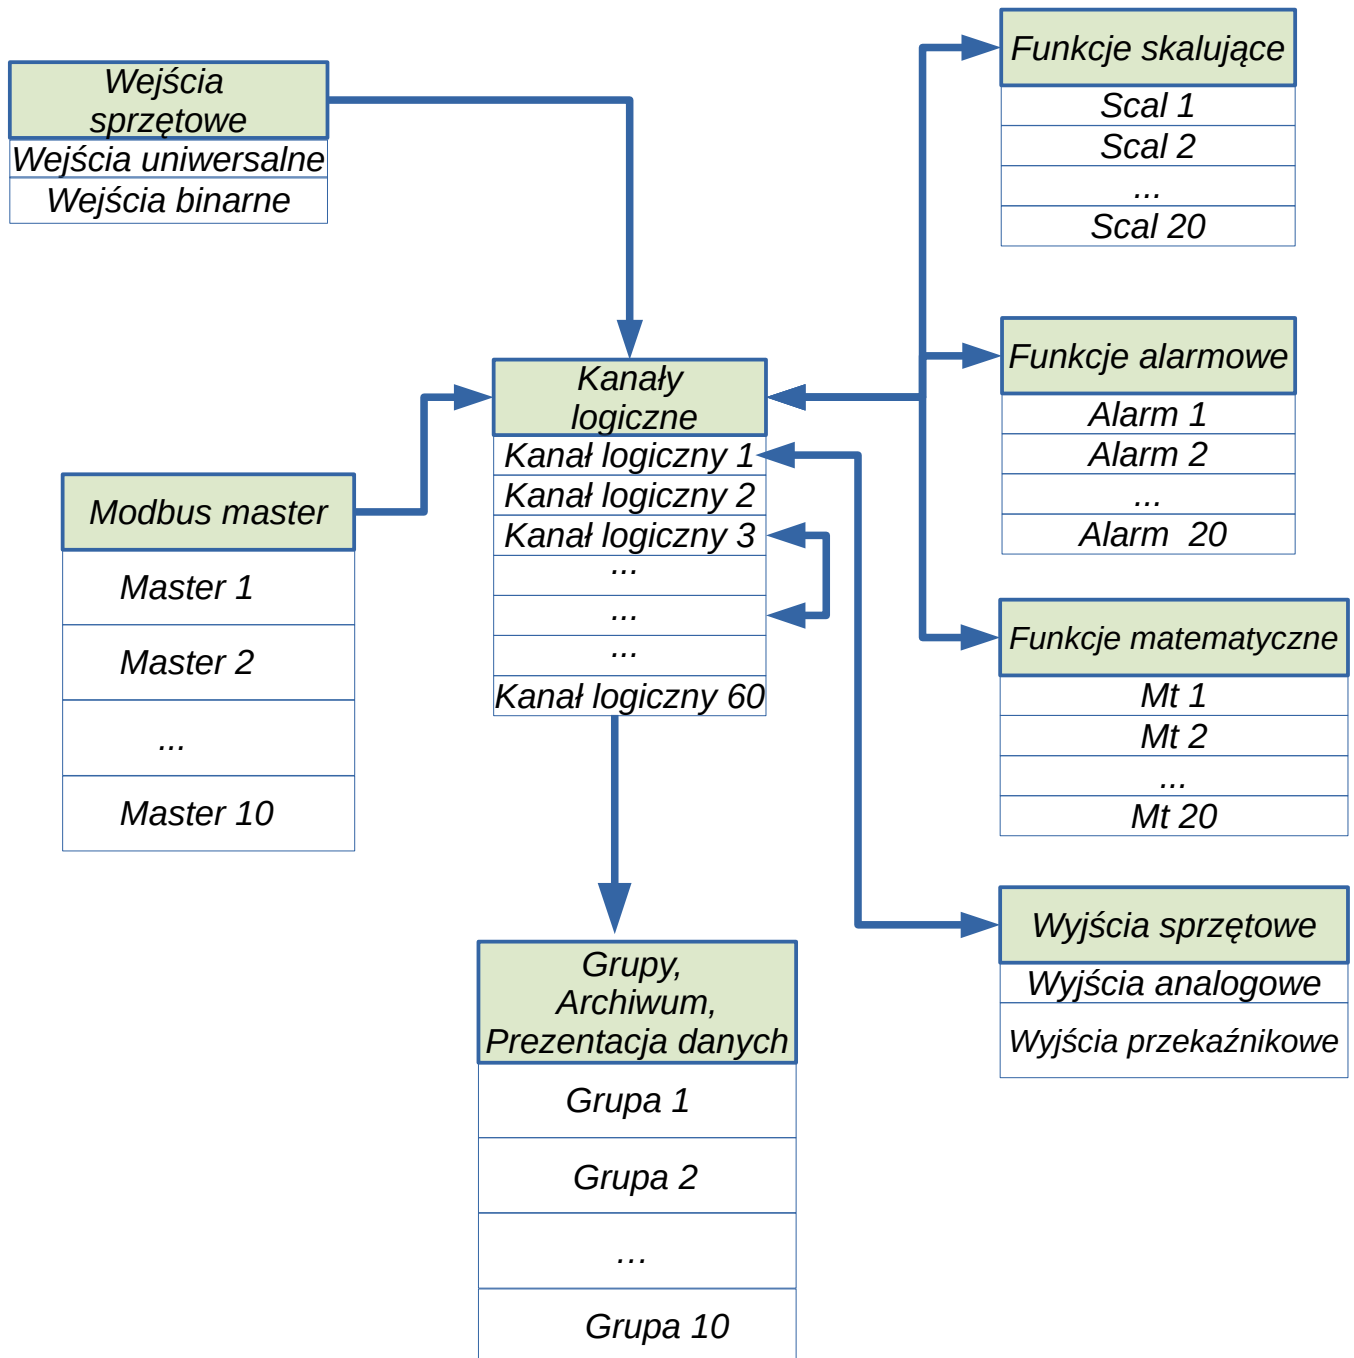 Wejścia
sprzętowe
Wejścia uniwersalne
Wejścia binarne
Modbus master
Master 1
Master 2
...
Master 10
Kanały
logiczne
Kanał logiczny 1
Kanał logiczny 2
Kanał logiczny 3
...
...
...
Kanał logiczny 60
Grupy,
Archiwum,
Prezentacja danych
Grupa 1
Grupa 2
...
Grupa 10
Funkcje skalujące
Scal 1
Scal 2
...
Scal 20
Funkcje alarmowe
Alarm 1
Alarm 2
...
Alarm 20
Funkcje matematyczne
Mt 1
Mt 2
...
Mt 20
Wyjścia sprzętowe
Wyjścia analogowe
Wyjścia przekaźnikowe